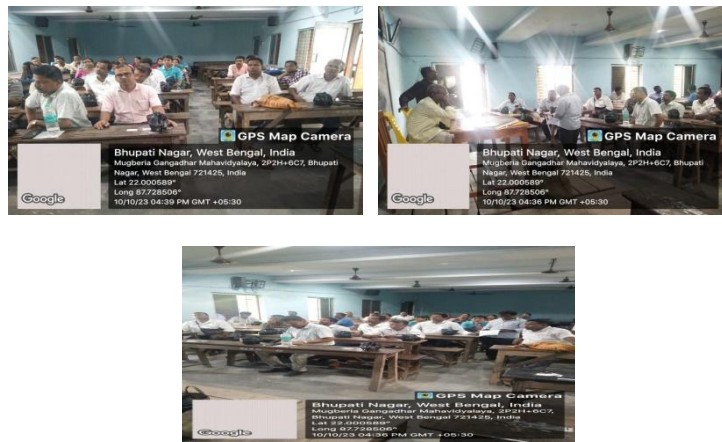 GPS Map Camera
Bhupati Nagar, West Bengal, India
Mugberia Gangadhar Mahavidyalaya, 2P2H+6C7, Bhupati
Nagar, West Bengal 721425, India
Lat 22.000589°
Long 87.728506°
10/10/23 04:39 PM GMT +05:30
Google
GPS Map Camera
Bhupati Nagar, West Bengal, India
Mugberia Gangadhar Mahavidyalaya, 2P2H+6C7, Bhupati
Nagar, West Bengal 721425, India
Lat 22.000589°
Long 87.728506°
10/10/23 04:36 PM GMT +05:30
Google
GPS Map Camera
Bhupati Nagar, West Bengal, India
Mugberia Gangadhar Mahavidyalaya, 2P2H+6C7,
Bhupati Nagar, West Bengal 721425, India
Lat 22.000589°
Long 87.728506°
10/10/23 04:36 PM GMT +05:30
Google